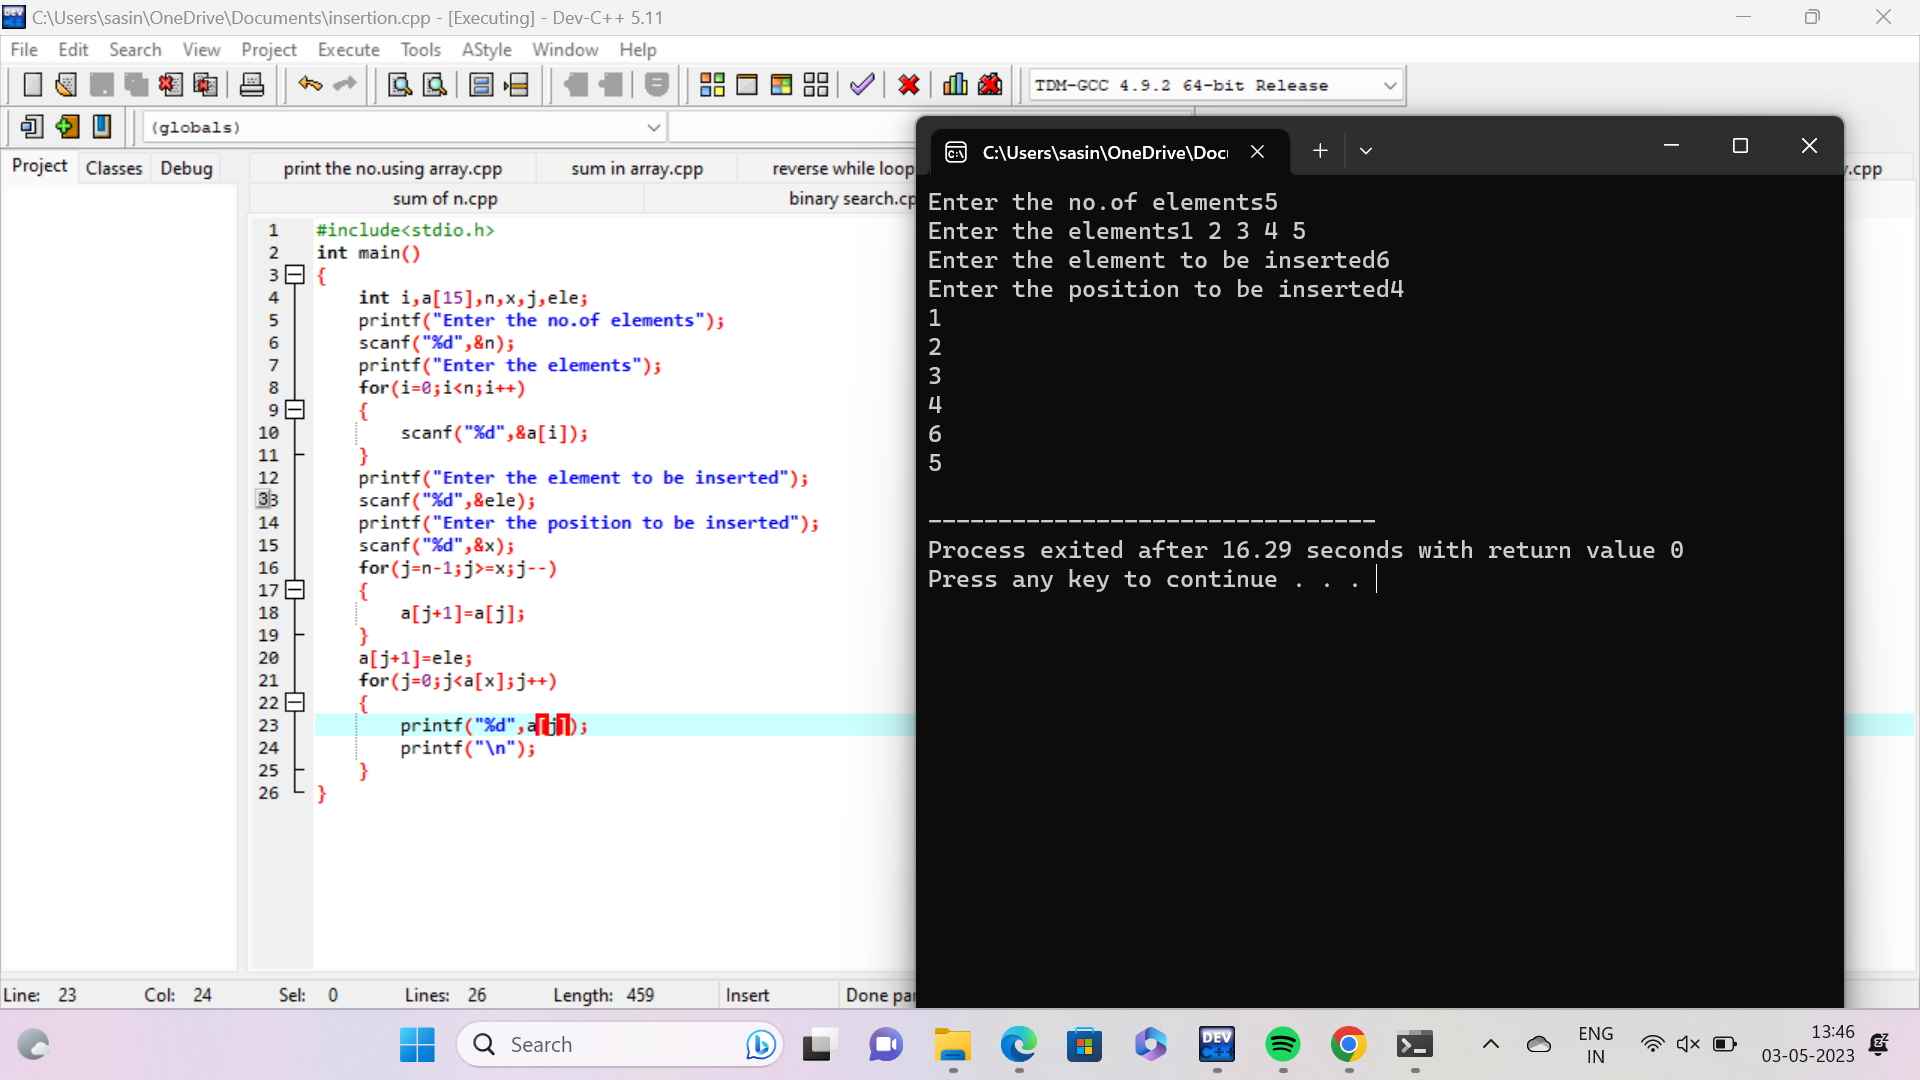 C:\Users\sasin\OneDrive\Documents\insertion.cpp - [Executing] - Dev-C++ 5.11
File Edit Search View Project Execute Tools AStyle Window Help
TDM-GCC 4.9.2 64-bit Release
(globals)
Project Classes Debug
print the no.using array.cpp sum in array.cpp reverse while loop .cpp
sum of n.cpp binary search.cp
1 #include<stdio.h>
2 int main()
3 {
4 int i,a[15],n,x,j,ele;
5 printf("Enter the no.of elements");
6 scanf("%d",&n);
7 printf("Enter the elements");
8 for(i=0;i<n;i++)
9 {
10 scanf("%d",&a[i]);
11 }
12 printf("Enter the element to be inserted");
33 scanf("%d",&ele);
14 printf("Enter the position to be inserted");
15 scanf("%d",&x);
16 for(j=n-1;j>=x;j--)
17 {
18 a[j+1]=a[j];
19 }
20 a[j+1]=ele;
21 for(j=0;j<a[x];j++)
22 {
23 printf("%d",a[j]);
24 printf("\n");
25 }
26 }
C:\Users\sasin\OneDrive\Doc
Enter the no.of elements5
Enter the elements1 2 3 4 5
Enter the element to be inserted6
Enter the position to be inserted4
1
2
3
4
6
5
--------------------------------
Process exited after 16.29 seconds with return value 0
Press any key to continue . . .
Line: 23 Col: 24 Sel: 0 Lines: 26 Length: 459 Insert Done par
Search
DEV C++
ENG
IN
13:46
03-05-2023